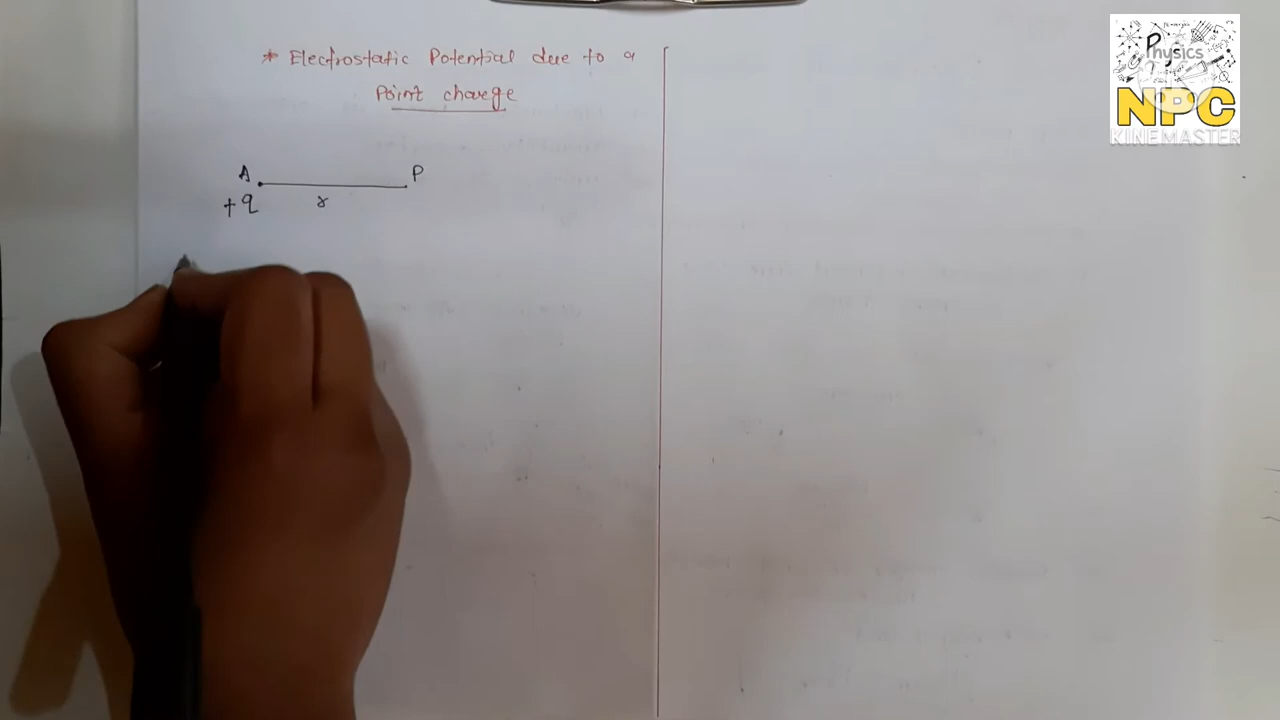 * Electrostatic Potential due to a
Point charge
A P
+q r
Physics
NPC
KINEMASTER